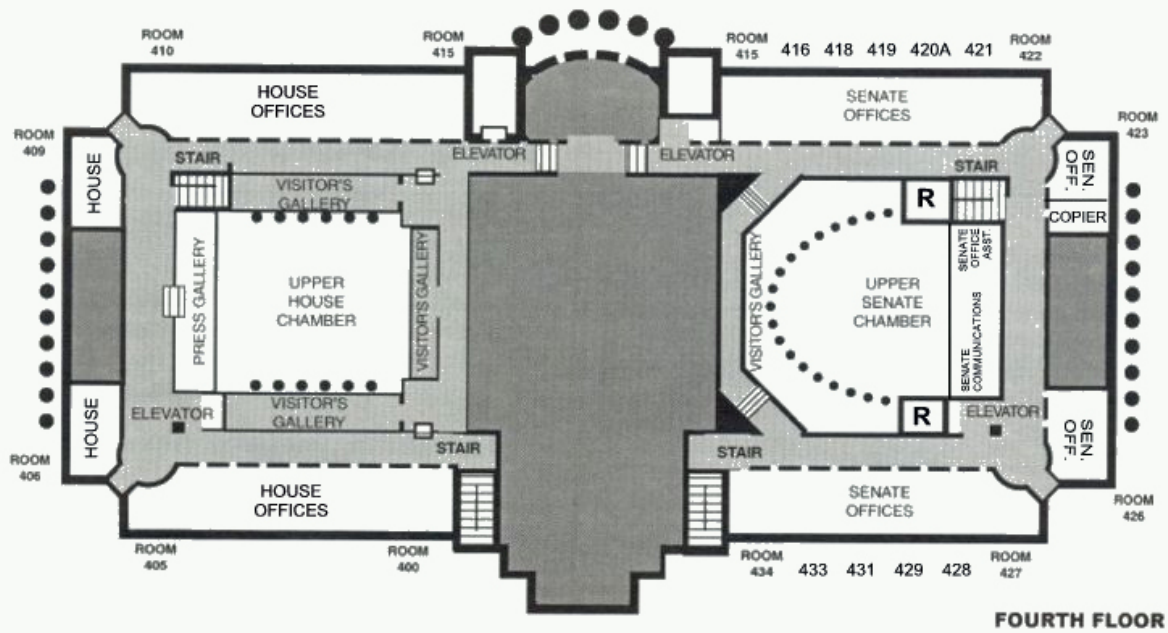 ROOM
410
ROOM
415
ROOM
415
416 418 419 420A 421
ROOM
422
HOUSE
OFFICES
SENATE
OFFICES
ROOM
409
ROOM
423
HOUSE
STAIR
ELEVATOR
ELEVATOR
STAIR
SEN.
OFF.
VISITOR'S
GALLERY
R
COPIER
PRESS GALLERY
UPPER
HOUSE
CHAMBER
VISITOR'S GALLERY
VISITOR'S GALLERY
UPPER
SENATE
CHAMBER
SENATE
OFFICE
ASST.
SENATE
COMMUNICATIONS
HOUSE
ELEVATOR
VISITOR'S
GALLERY
R
ELEVATOR
SEN.
OFF.
STAIR
STAIR
ROOM
406
HOUSE
OFFICES
SENATE
OFFICES
ROOM
426
ROOM
405
ROOM
400
ROOM
434
433 431 429 428
ROOM
427
FOURTH FLOOR